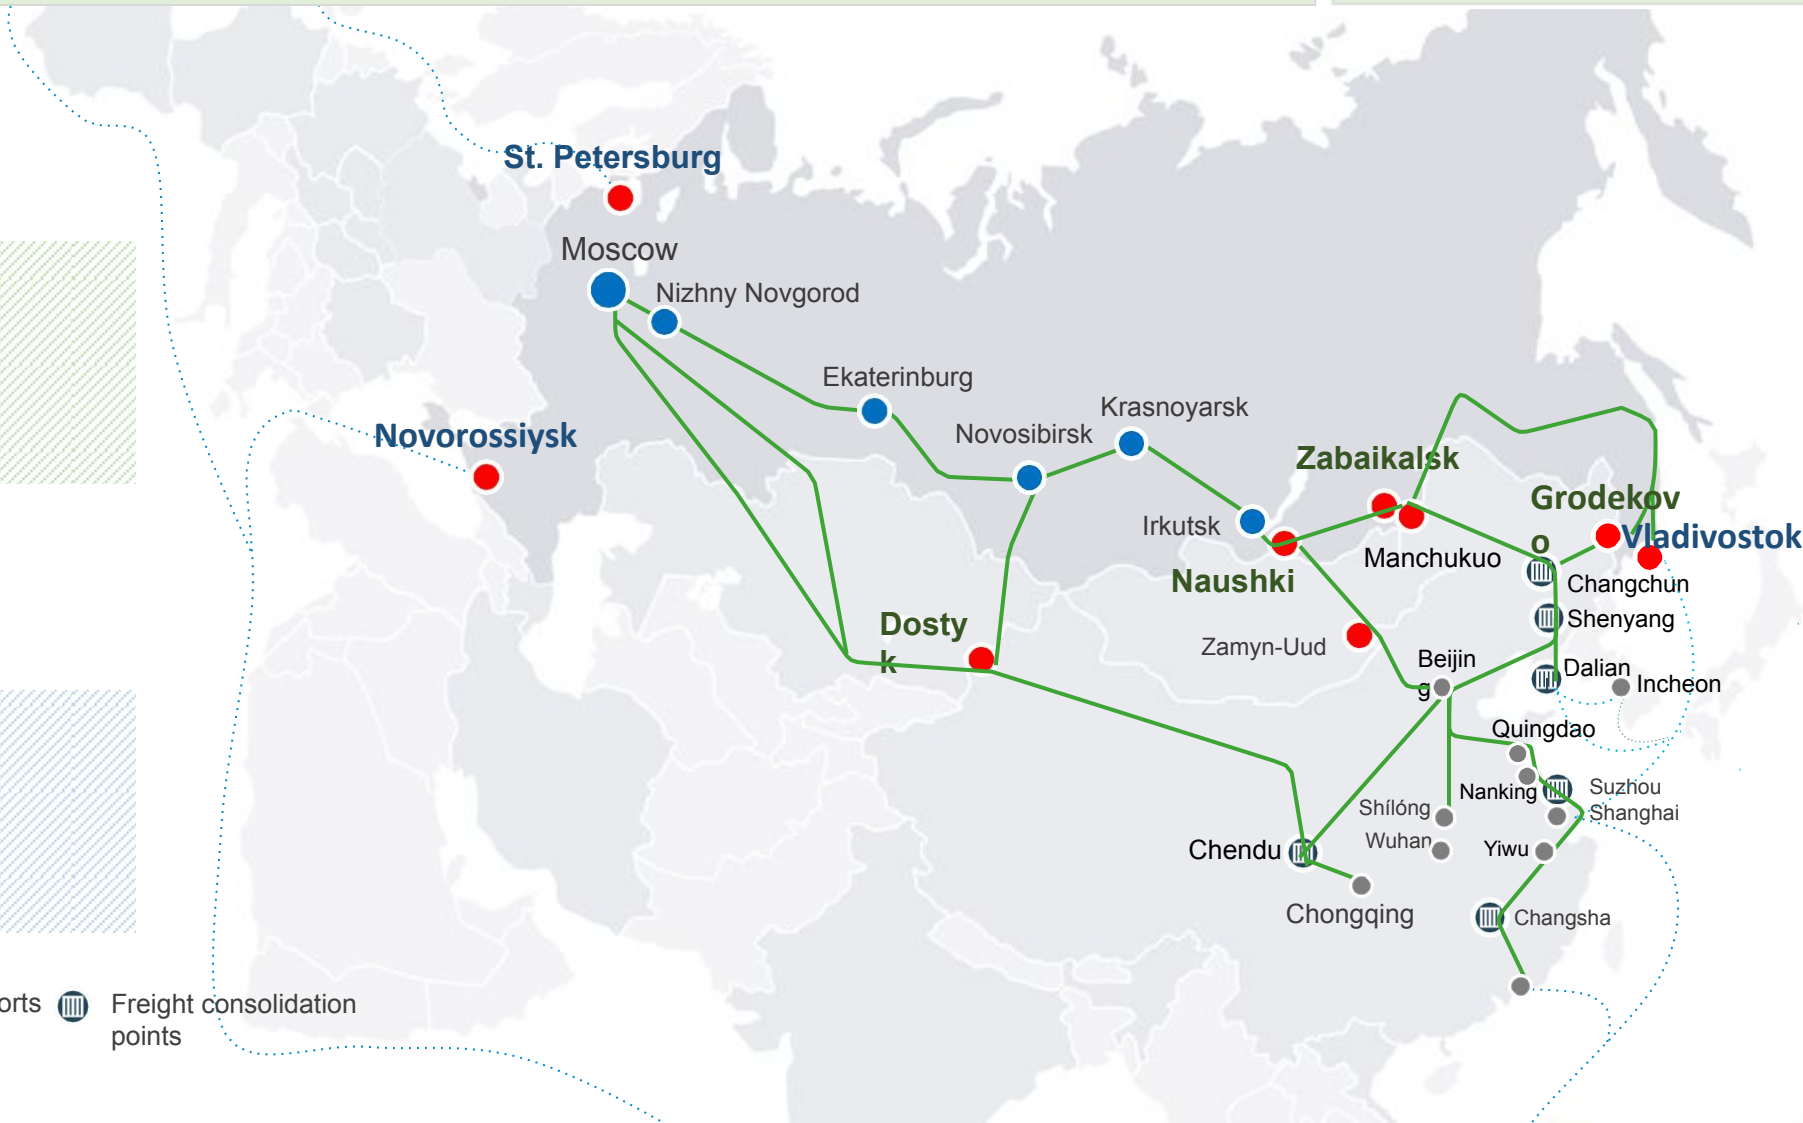 St. Petersburg
Moscow
Nizhny Novgorod
Ekaterinburg
Krasnoyarsk
Novosibirsk
Novorossiysk
Zabaikalsk
Grodekov
o
Vladivostok
Irkutsk
Manchukuo
Naushki
Changchun
Shenyang
Dosty
k
Zamyn-Uud
Beijin
g
Dalian
Incheon
Quingdao
Nanking
Suzhou
Shanghai
Shílóng
Wuhan
Yiwu
Chendu
Chongqing
Changsha
orts
Freight consolidation
points